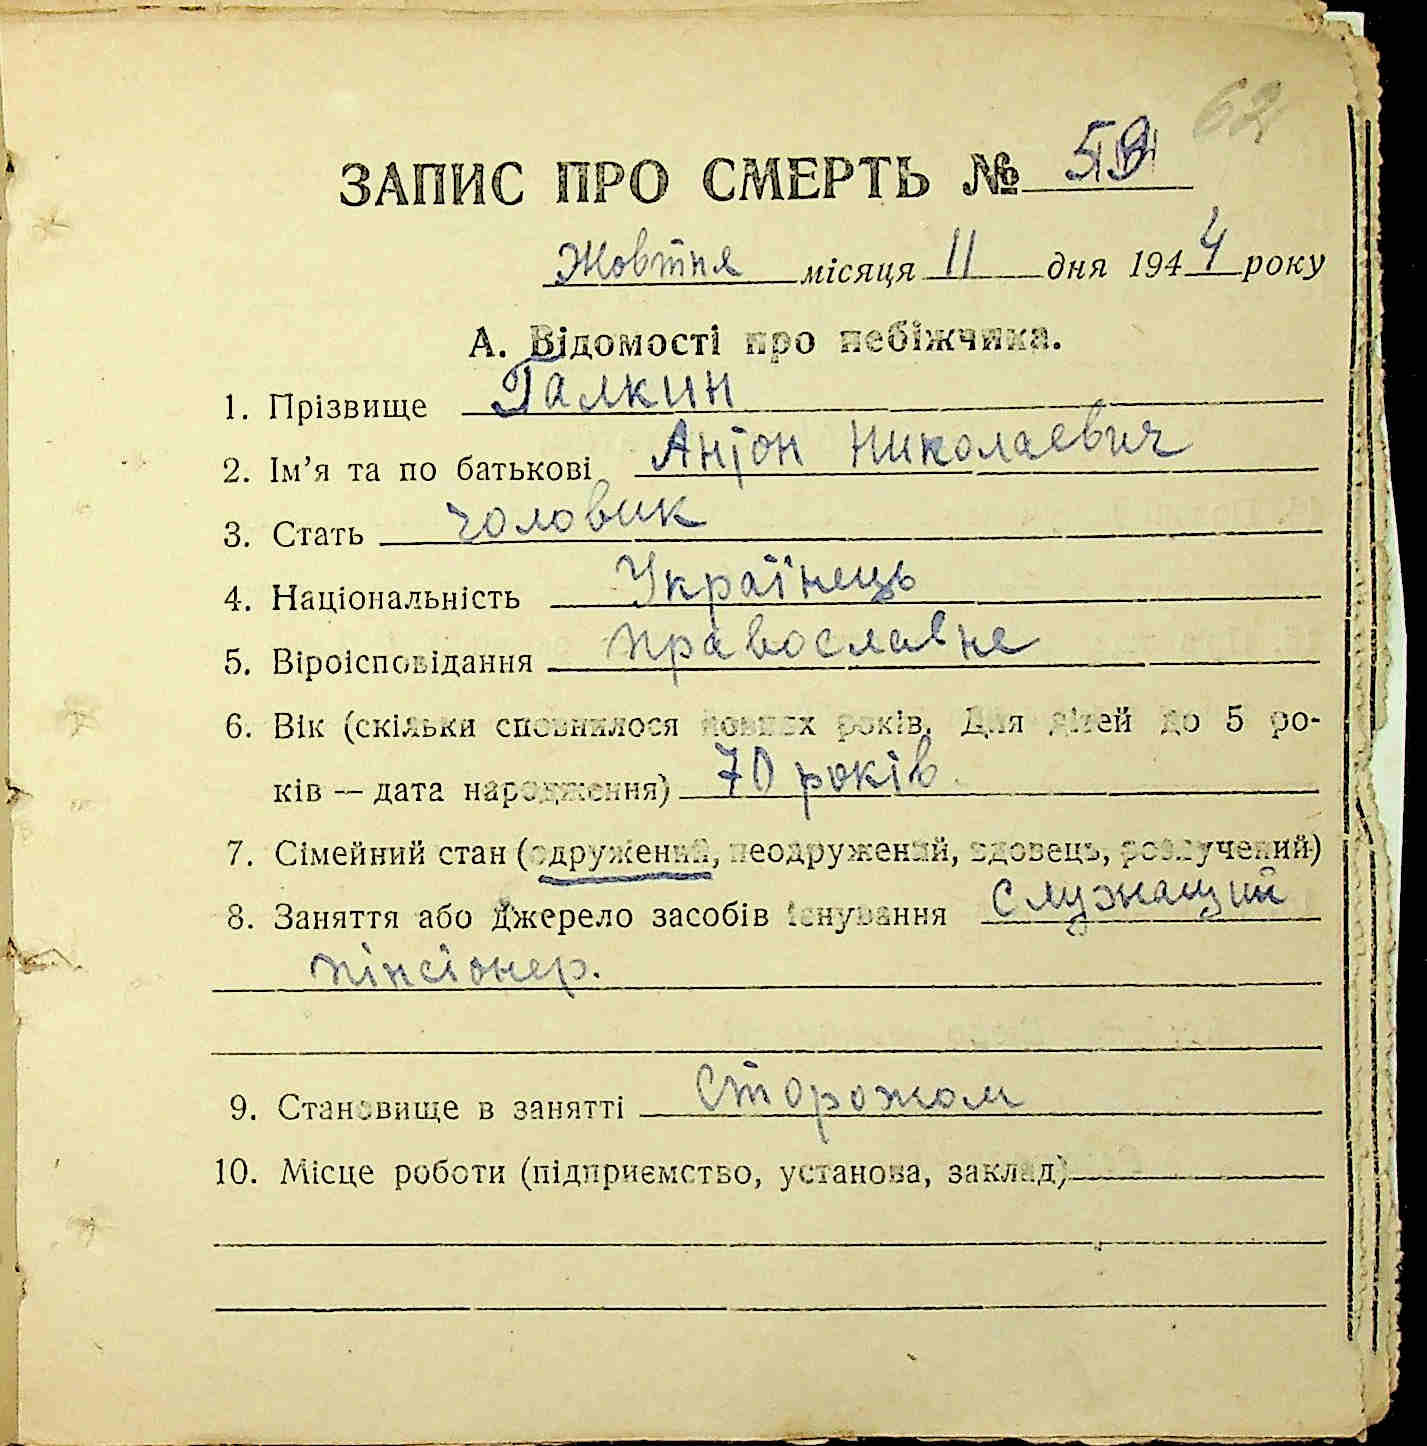 62
ЗАПИС ПРО СМЕРТЬ №
Жовтня місяця 11 дня 1944 року
А. Відомості про небіжчика.
1. Прізвище Галкин
2. Ім’я та по батькові Антон Николаевич
3. Стать чоловик
4. Національність Українець
5. Віроісповідання православне
6. Вік (скільки сповнилося повних років. Для дітей до 5 ро-
ків — дата народження) 70 років.
7. Сімейний стан (одружений, неодружений, вдовець, розлучений)
8. Заняття або джерело засобів існування Служащий
пінсіонер.
9. Становище в занятті Сторожом
10. Місце роботи (підприємство, установа, заклад)